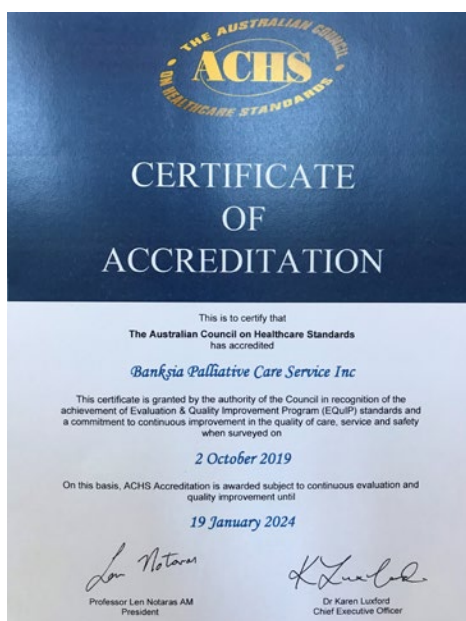 THE AUSTRALIAN COUNCIL
ACHS
ON HEALTHCARE STANDARDS
CERTIFICATE
OF
ACCREDITATION
This is to certify that
The Australian Council on Healthcare Standards
has accredited
Banksia Palliative Care Service Inc
This certificate is granted by the authority of the Council in recognition of the
achievement of Evaluation & Quality Improvement Program (EQuIP) standards and
a commitment to continuous improvement in the quality of care, service and safety
when surveyed on
2 October 2019
On this basis, ACHS Accreditation is awarded subject to continuous evaluation and
quality improvement until
19 January 2024
Len Notaras
K Luxford
Professor Len Notaras AM
President
Dr Karen Luxford
Chief Executive Officer